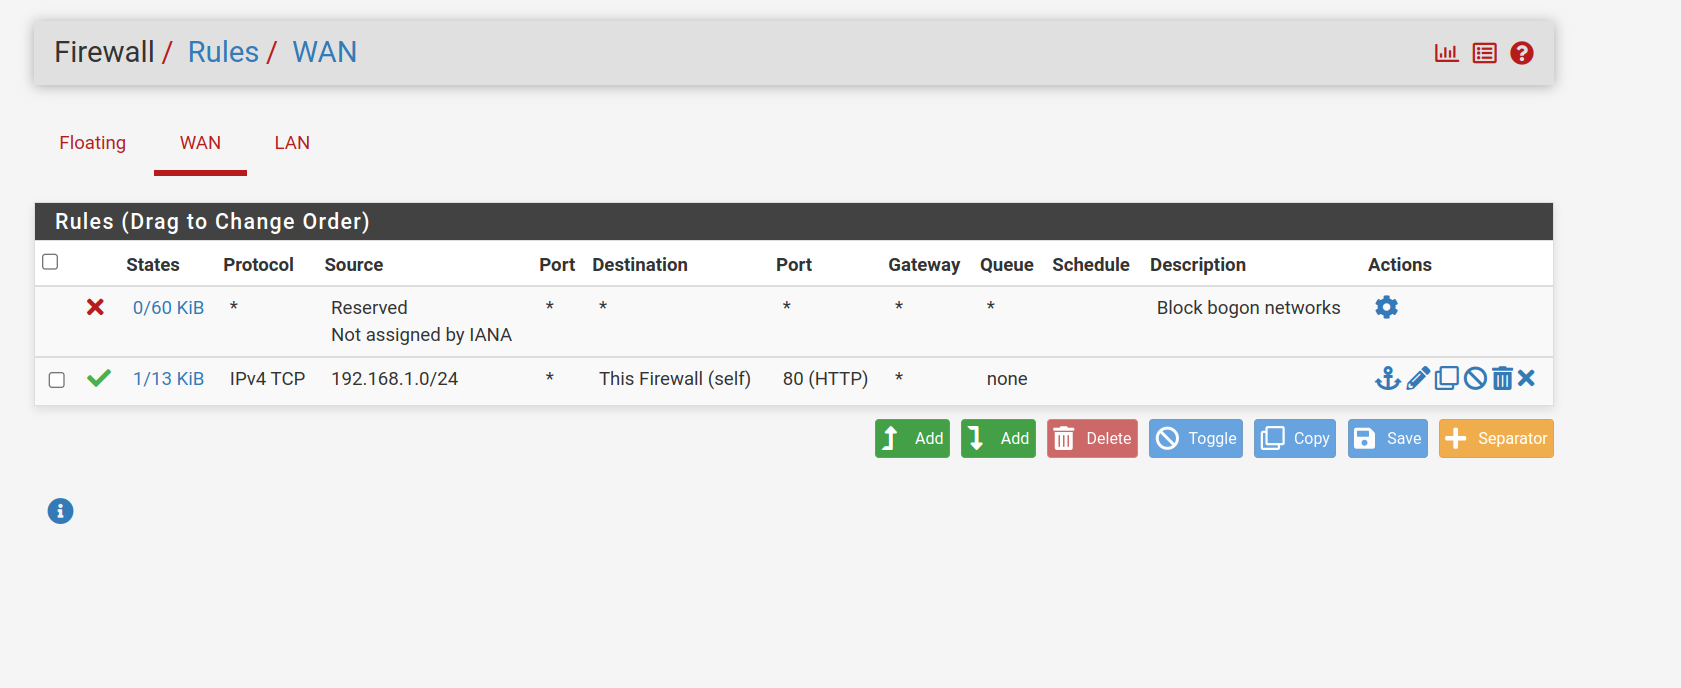 Firewall / Rules / WAN
Floating WAN LAN
Rules (Drag to Change Order)
States Protocol Source Port Destination Port Gateway Queue Schedule Description Actions
0/60 KiB * Reserved * * * * * Block bogon networks
Not assigned by IANA
1/13 KiB IPv4 TCP 192.168.1.0/24 * This Firewall (self) 80 (HTTP) * none
Add Add Delete Toggle Copy Save Separator